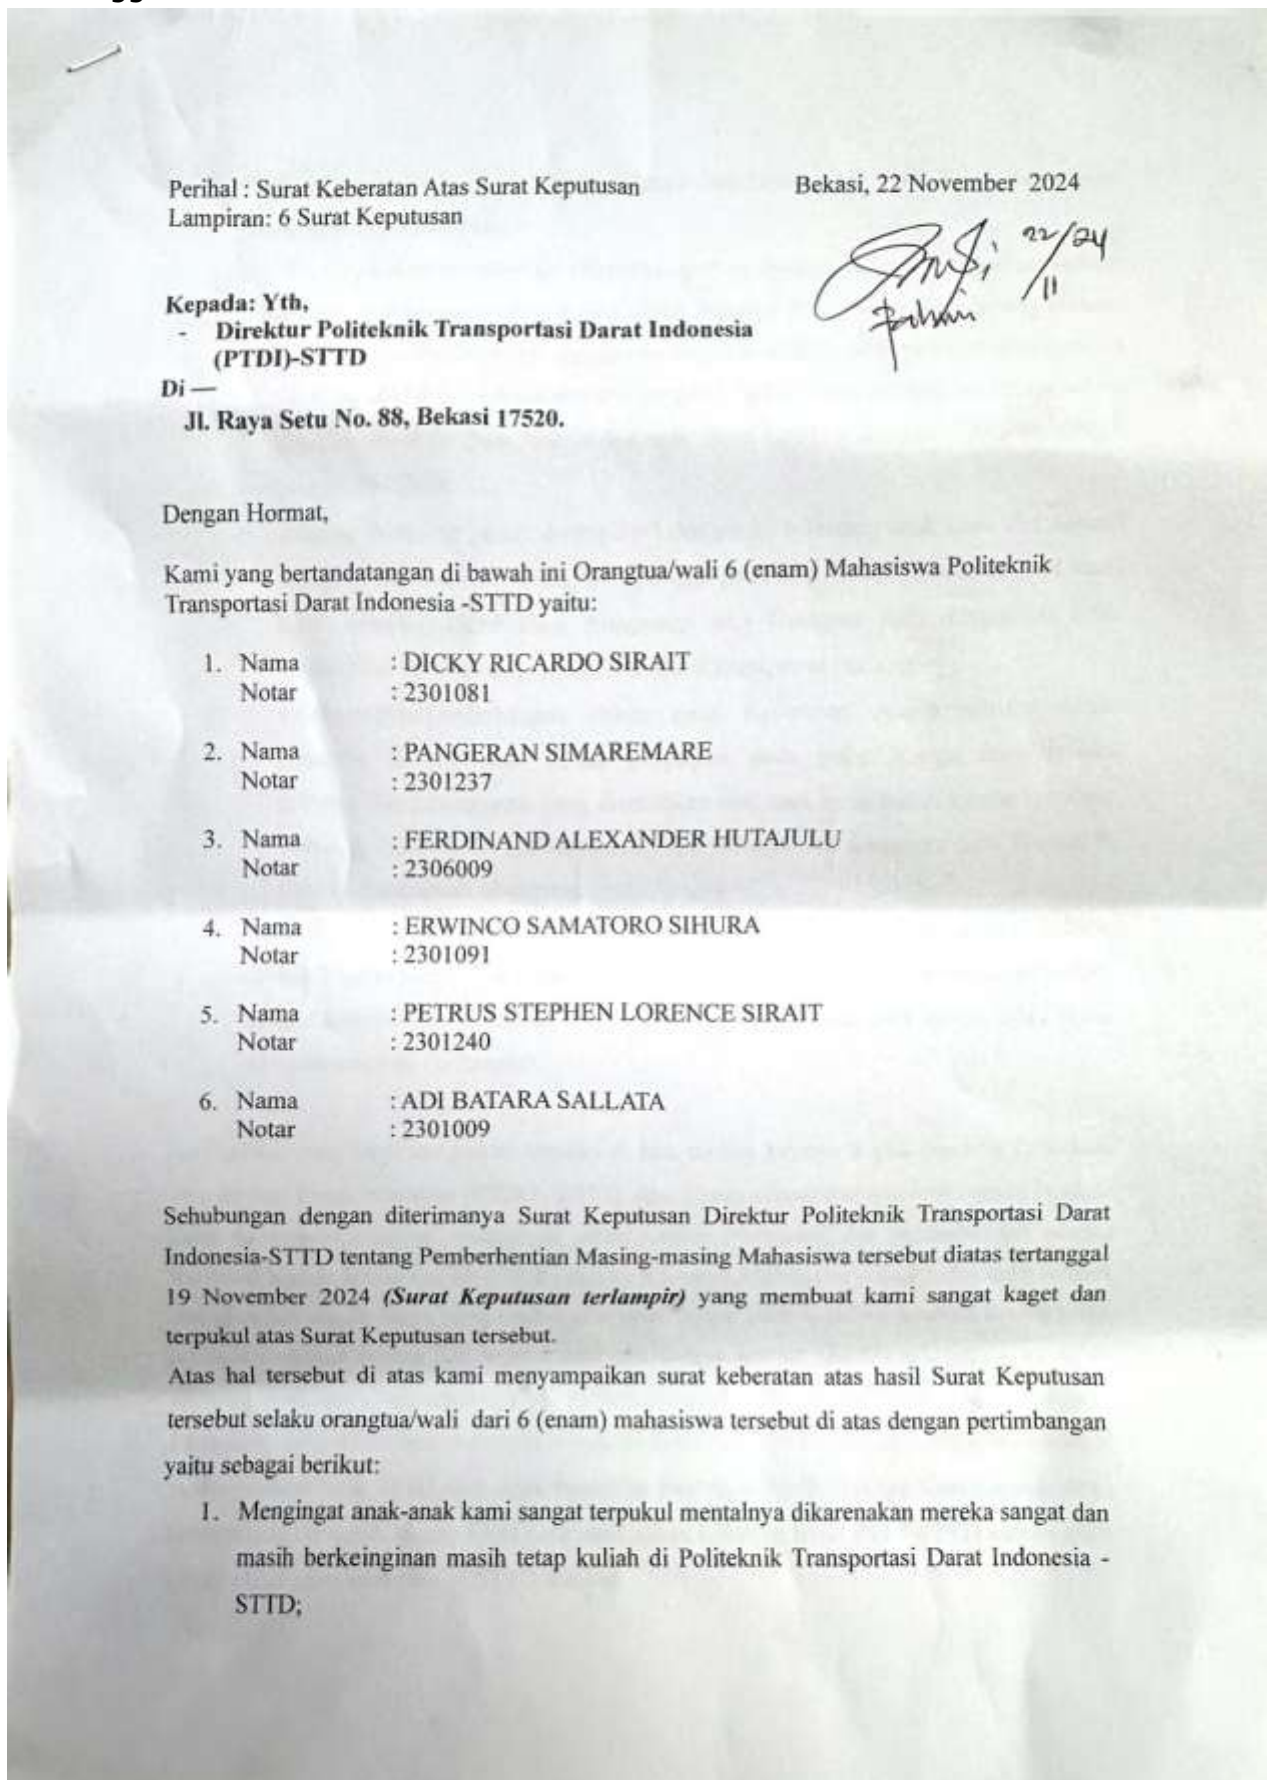 Perihal : Surat Keberatan Atas Surat Keputusan
Bekasi, 22 November 2024
Lampiran: 6 Surat Keputusan
22/11/24
Kepada: Yth,
- Direktur Politeknik Transportasi Darat Indonesia
(PTDI)-STTD
Di —
Jl. Raya Setu No. 88, Bekasi 17520.
Dengan Hormat,
Kami yang bertandatangan di bawah ini Orangtua/wali 6 (enam) Mahasiswa Politeknik
Transportasi Darat Indonesia -STTD yaitu:
1. Nama : DICKY RICARDO SIRAIT
Notar : 2301081
2. Nama : PANGERAN SIMAREMARE
Notar : 2301237
3. Nama : FERDINAND ALEXANDER HUTAJULU
Notar : 2306009
4. Nama : ERWINCO SAMATORO SIHURA
Notar : 2301091
5. Nama : PETRUS STEPHEN LORENCE SIRAIT
Notar : 2301240
6. Nama : ADI BATARA SALLATA
Notar : 2301009
Sehubungan dengan diterimanya Surat Keputusan Direktur Politeknik Transportasi Darat
Indonesia-STTD tentang Pemberhentian Masing-masing Mahasiswa tersebut diatas tertanggal
19 November 2024 (Surat Keputusan terlampir) yang membuat kami sangat kaget dan
terpukul atas Surat Keputusan tersebut.
Atas hal tersebut di atas kami menyampaikan surat keberatan atas hasil Surat Keputusan
tersebut selaku orangtua/wali dari 6 (enam) mahasiswa tersebut di atas dengan pertimbangan
yaitu sebagai berikut:
1. Mengingat anak-anak kami sangat terpukul mentalnya dikarenakan mereka sangat dan
masih berkeinginan masih tetap kuliah di Politeknik Transportasi Darat Indonesia -
STTD;